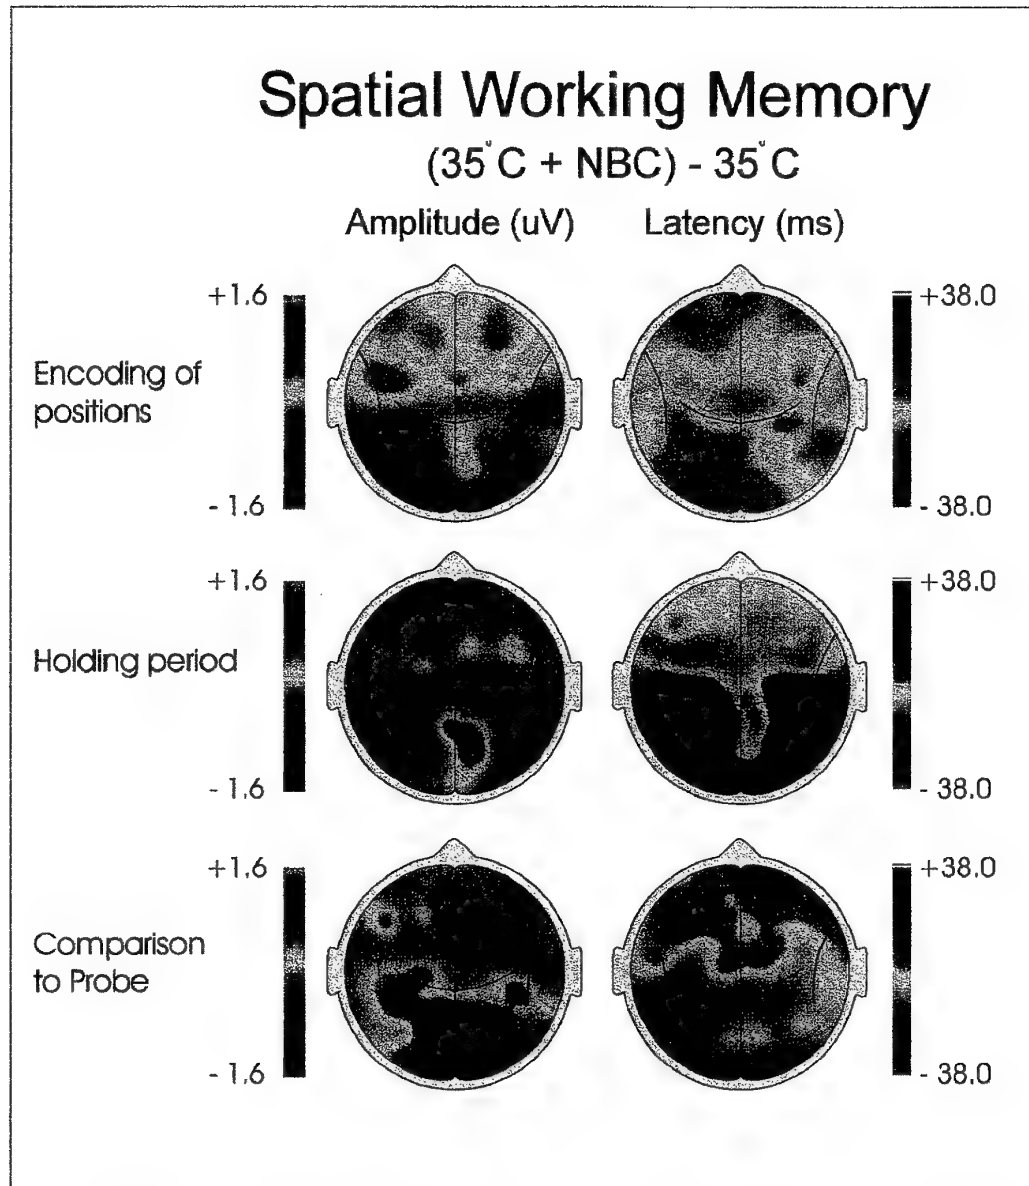 Spatial Working Memory
(35°C + NBC) - 35°C
Amplitude (uV) Latency (ms)
+1.6 +38.0
Encoding of
positions
- 1.6 - 38.0
+1.6 +38.0
Holding period
- 1.6 - 38.0
+1.6 +38.0
Comparison
to Probe
- 1.6 - 38.0